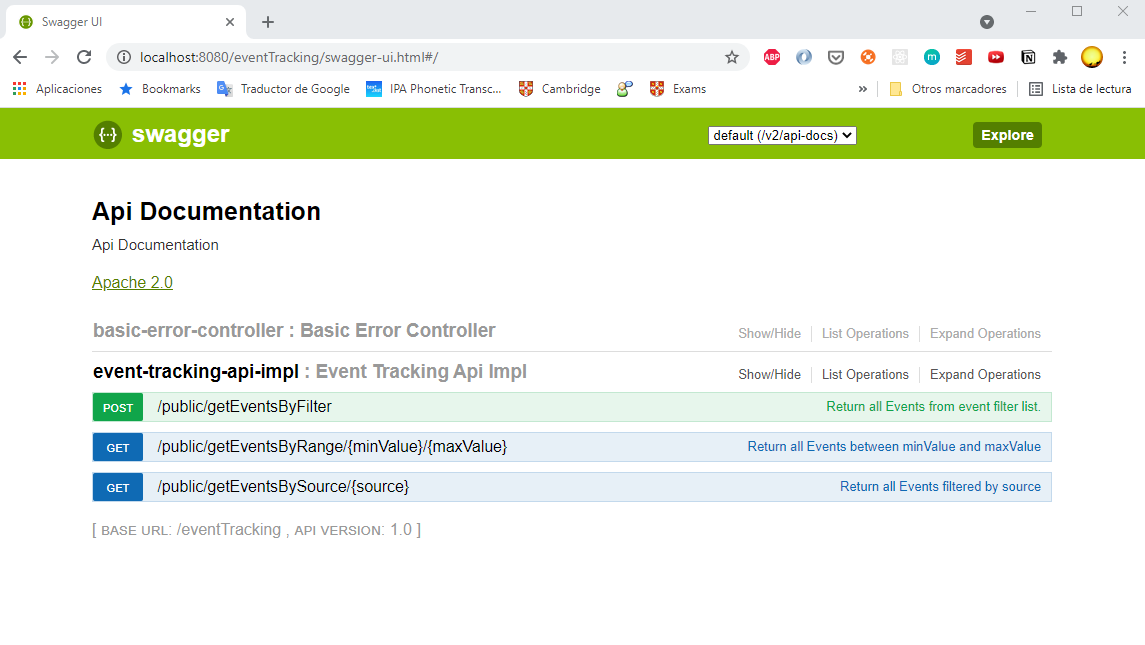 Swagger UI
localhost:8080/eventTracking/swagger-ui.html#/
ABP
m
N
Aplicaciones
Bookmarks
Traductor de Google
IPA Phonetic Transc...
Cambridge
Exams
»
Otros marcadores
Lista de lectura
{··} swagger
default (/v2/api-docs)
Explore
Api Documentation
Api Documentation
Apache 2.0
basic-error-controller : Basic Error Controller
Show/Hide | List Operations | Expand Operations
event-tracking-api-impl : Event Tracking Api Impl
Show/Hide | List Operations | Expand Operations
POST /public/getEventsByFilter Return all Events from event filter list.
GET /public/getEventsByRange/{minValue}/{maxValue} Return all Events between minValue and maxValue
GET /public/getEventsBySource/{source} Return all Events filtered by source
[ BASE URL: /eventTracking , API VERSION: 1.0 ]